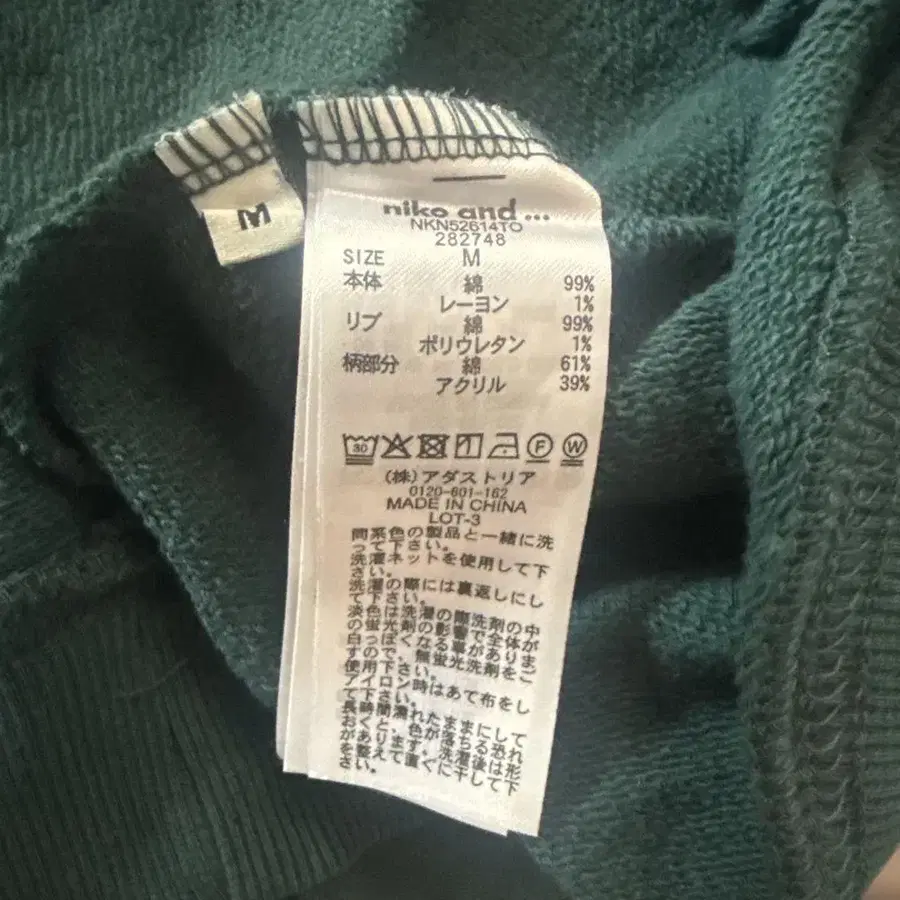 M
niko and ...
NKN52614TO
282748
SIZE M
本体 綿 99%
レーヨン 1%
リブ 綿 99%
ポリウレタン 1%
柄部分 綿 61%
アクリル 39%
30
F W
(株)アダストリア
0120-601-162
MADE IN CHINA
LOT-3
同系色の製品と一緒に洗
って下さい。
洗濯ネットを使用して下
さい。
洗濯の際には裏返しにし
て下さい。
淡色は洗濯の際洗剤の中
の蛍光剤の影響で全体が
白っぽくなる事がありま
すので、無蛍光洗剤をご
使用下さい。
アイロン時はあて布をし
て下さい。
長時間濡れたままにして
おくと、色が落ちる恐れ
があります。洗濯後は形
を整えて直ぐに干して下
さい。